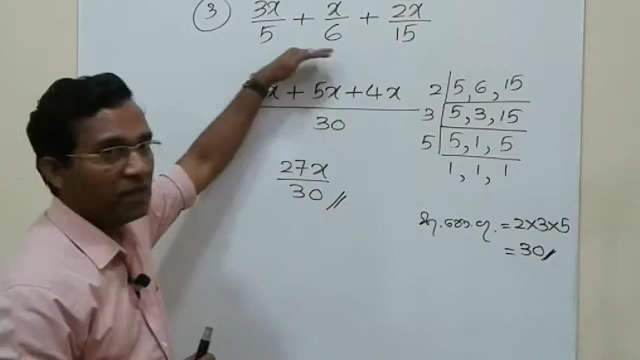 ③ 3x/5 + x/6 + 2x/15
x + 5x + 4x
30
27x/30 //
2 | 5, 6, 15
3 | 5, 3, 15
5 | 5, 1, 5
1, 1, 1
= 2×3×5
= 30 //